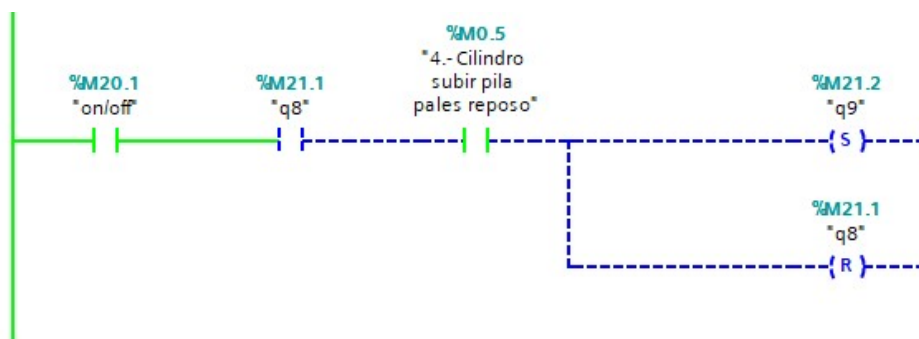 %M0.5
"4.- Cilindro
subir pila
pales reposo"
%M20.1
"on/off"
%M21.1
"q8"
%M21.2
"q9"
S
%M21.1
"q8"
R